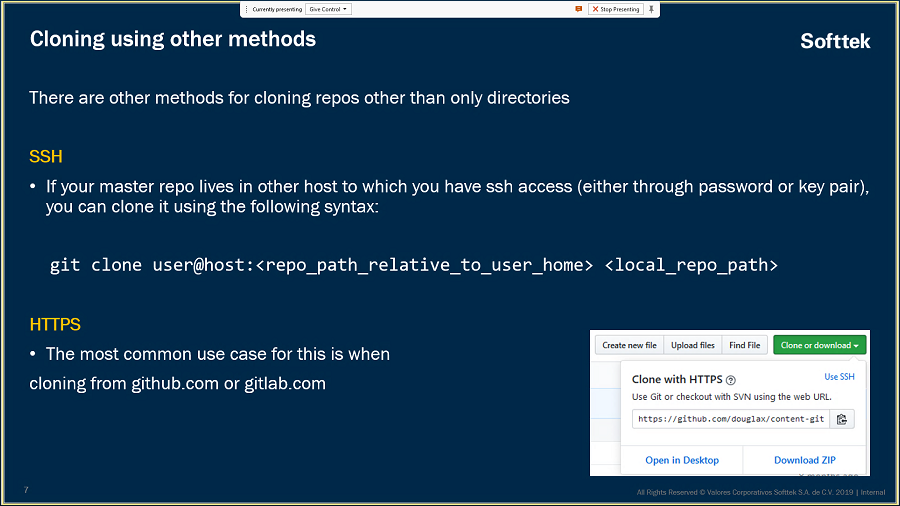 Currently presenting Give Control Stop Presenting
Cloning using other methods
Softtek
There are other methods for cloning repos other than only directories
SSH
• If your master repo lives in other host to which you have ssh access (either through password or key pair),
you can clone it using the following syntax:
git clone user@host:<repo_path_relative_to_user_home> <local_repo_path>
HTTPS
• The most common use case for this is when
cloning from github.com or gitlab.com
Create new file Upload files Find File Clone or download
Clone with HTTPS ? Use SSH
Use Git or checkout with SVN using the web URL.
https://github.com/douglax/content-git
Open in Desktop Download ZIP
7
All Rights Reserved © Valores Corporativos Softtek S.A. de C.V. 2019 | Internal